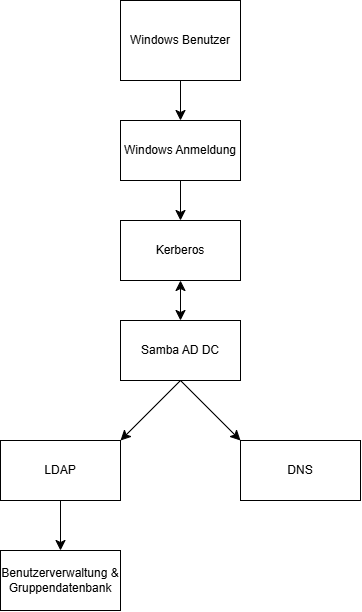 Windows Benutzer
Windows Anmeldung
Kerberos
Samba AD DC
LDAP
DNS
Benutzerverwaltung &
Gruppendatenbank